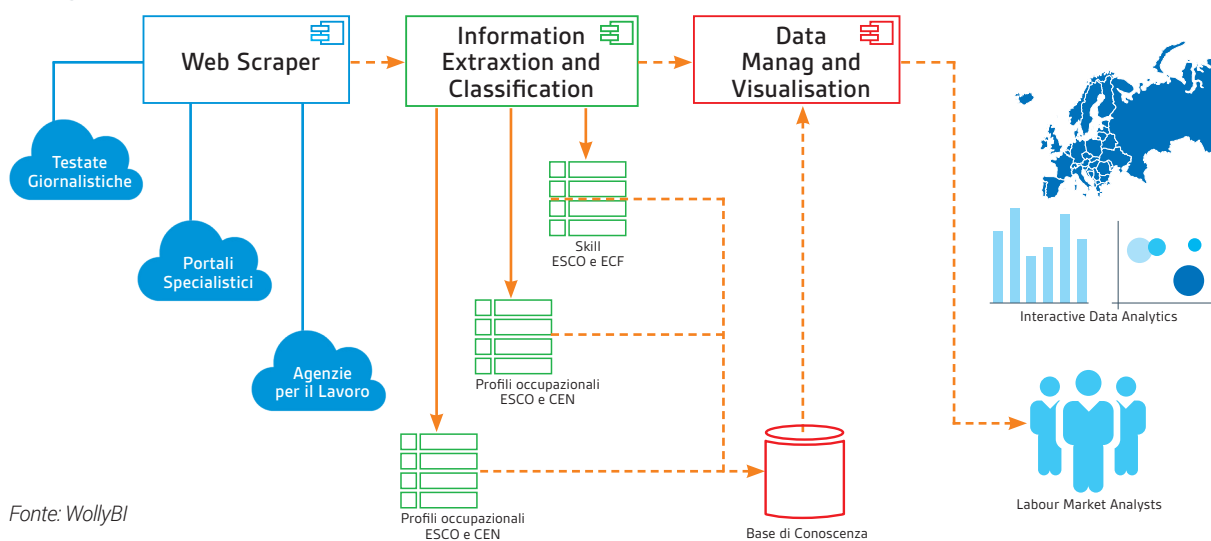 Web Scraper
Information
Extraxtion and
Classification
Data
Manag and
Visualisation
Testate
Giornalistiche
Portali
Specialistici
Agenzie
per il Lavoro
Skill
ESCO e ECF
Profili occupazionali
ESCO e CEN
Profili occupazionali
ESCO e CEN
Base di Conoscenza
Interactive Data Analytics
Labour Market Analysts
Fonte: WollyBI